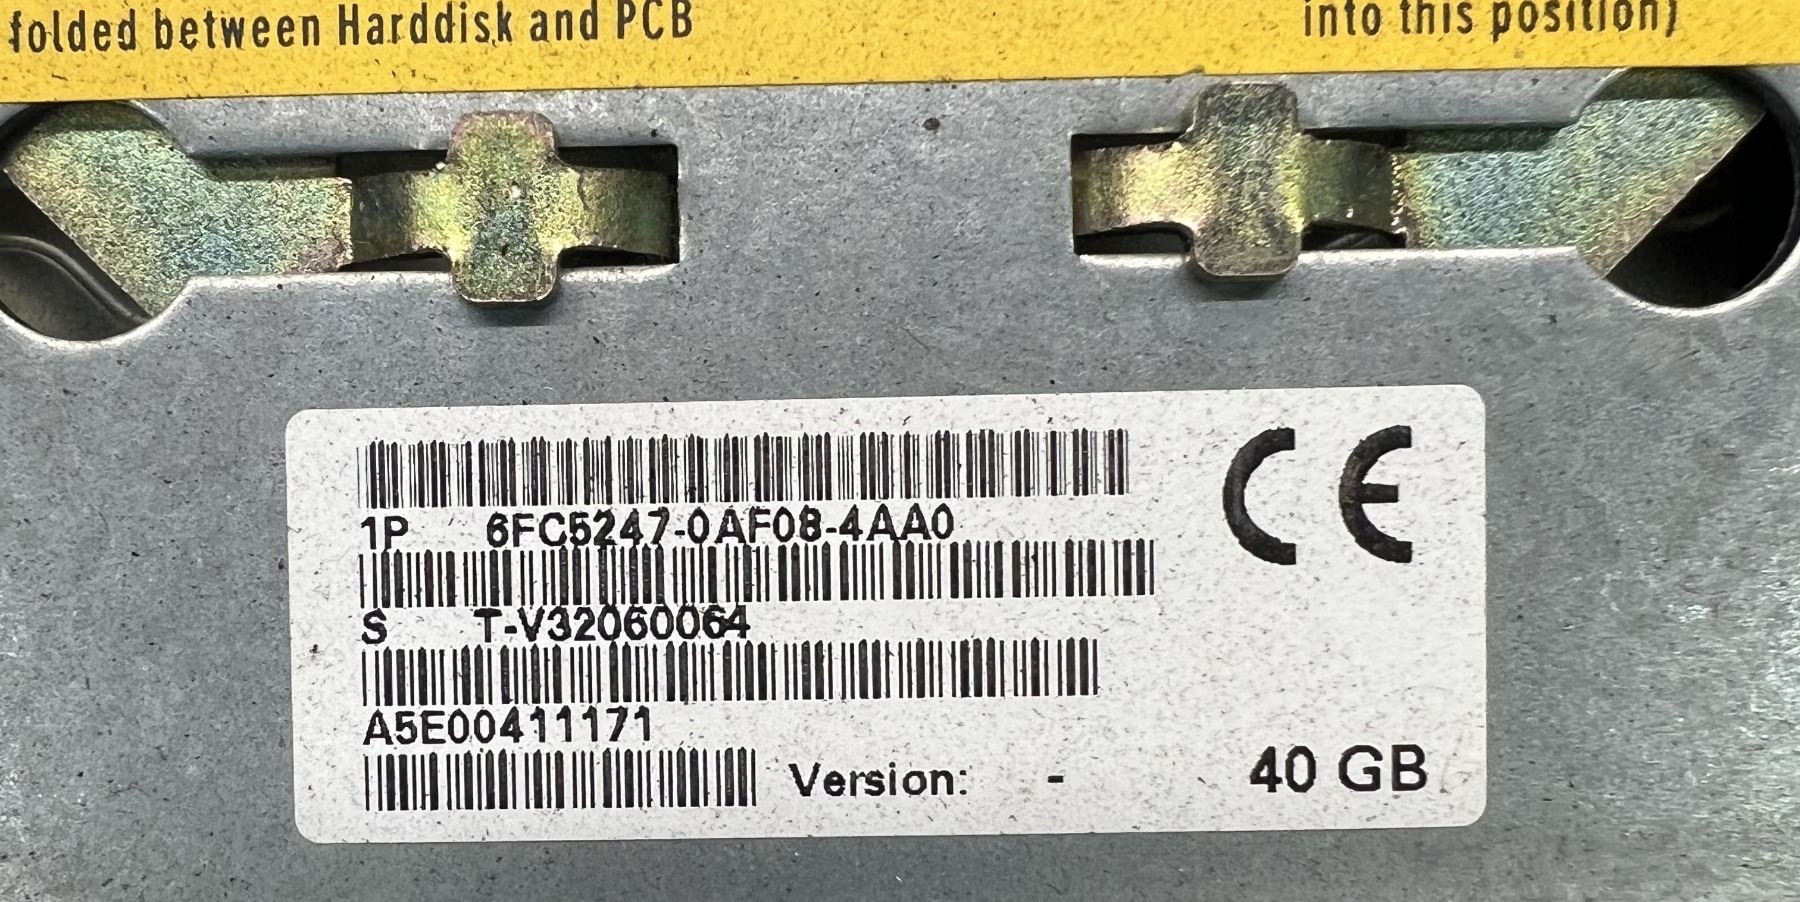 folded between Harddisk and PCB
into this position)
CE
1P 6FC5247-0AF08-4AA0
S T-V32060064
A5E00411171
Version: -
40 GB